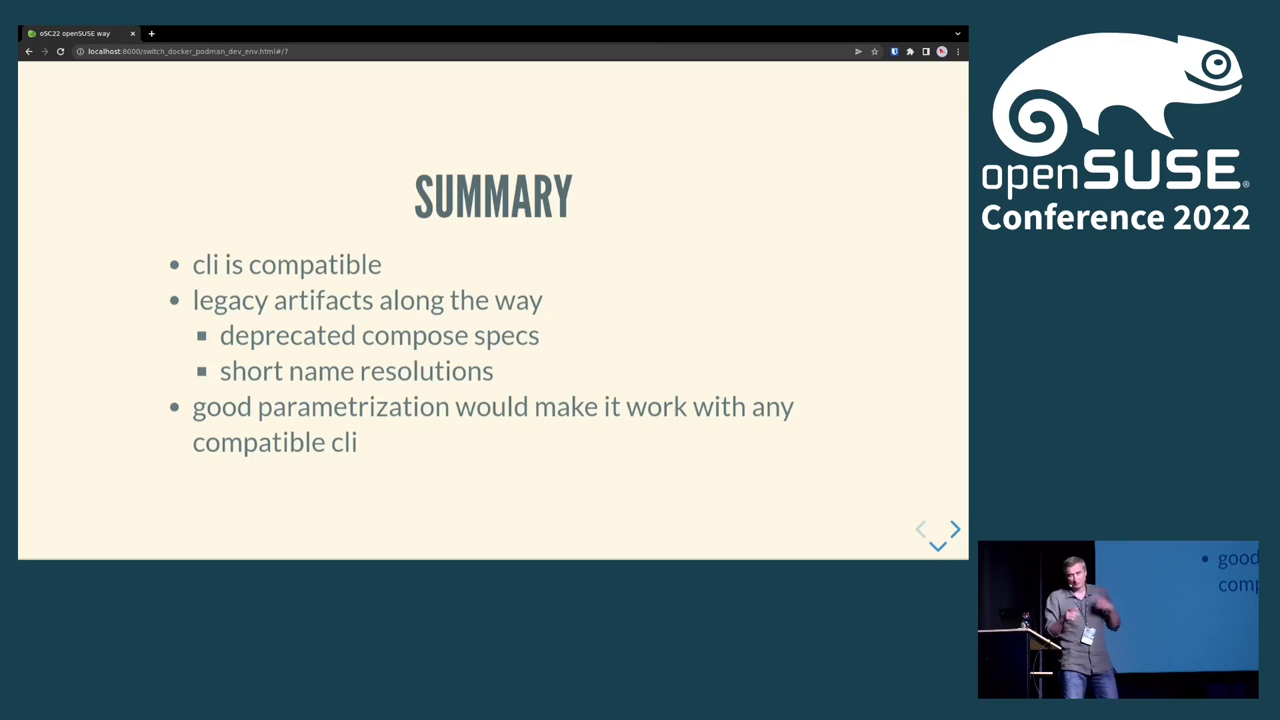 oSC22 openSUSE way
localhost:8000/switch_docker_podman_dev_env.html#/7
SUMMARY
cli is compatible
legacy artifacts along the way
deprecated compose specs
short name resolutions
good parametrization would make it work with any
compatible cli
openSUSE®
Conference 2022
good
comp